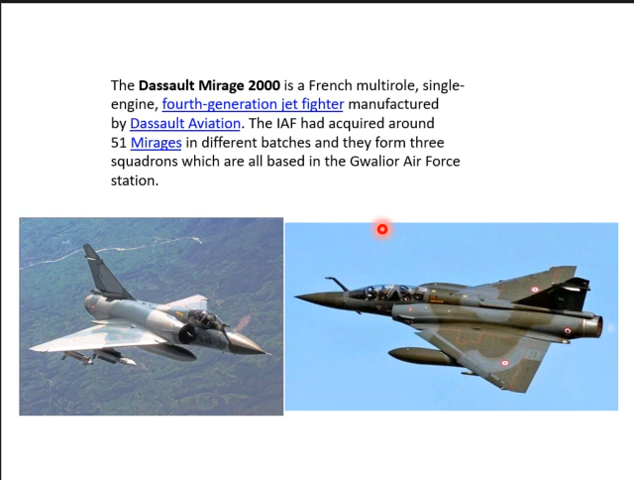 The Dassault Mirage 2000 is a French multirole, single-
engine, fourth-generation jet fighter manufactured
by Dassault Aviation. The IAF had acquired around
51 Mirages in different batches and they form three
squadrons which are all based in the Gwalior Air Force
station.